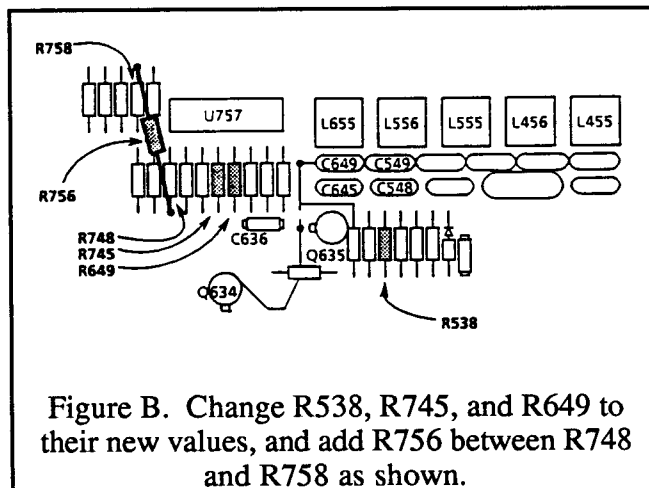 R758
U757
L655 L556 L555 L456 L455
C649 C549
R756
C645 C548
R748
R745
R649
C636
Q635
Q634
R538
Figure B. Change R538, R745, and R649 to
their new values, and add R756 between R748
and R758 as shown.